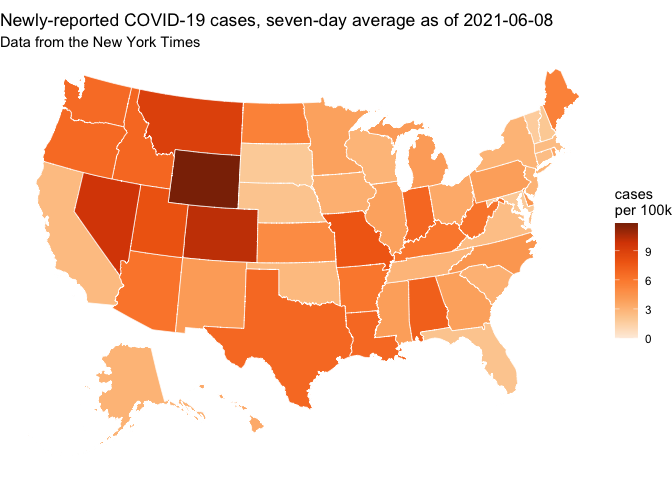 Newly-reported COVID-19 cases, seven-day average as of 2021-06-08
Data from the New York Times
cases
per 100k
9
6
3
0